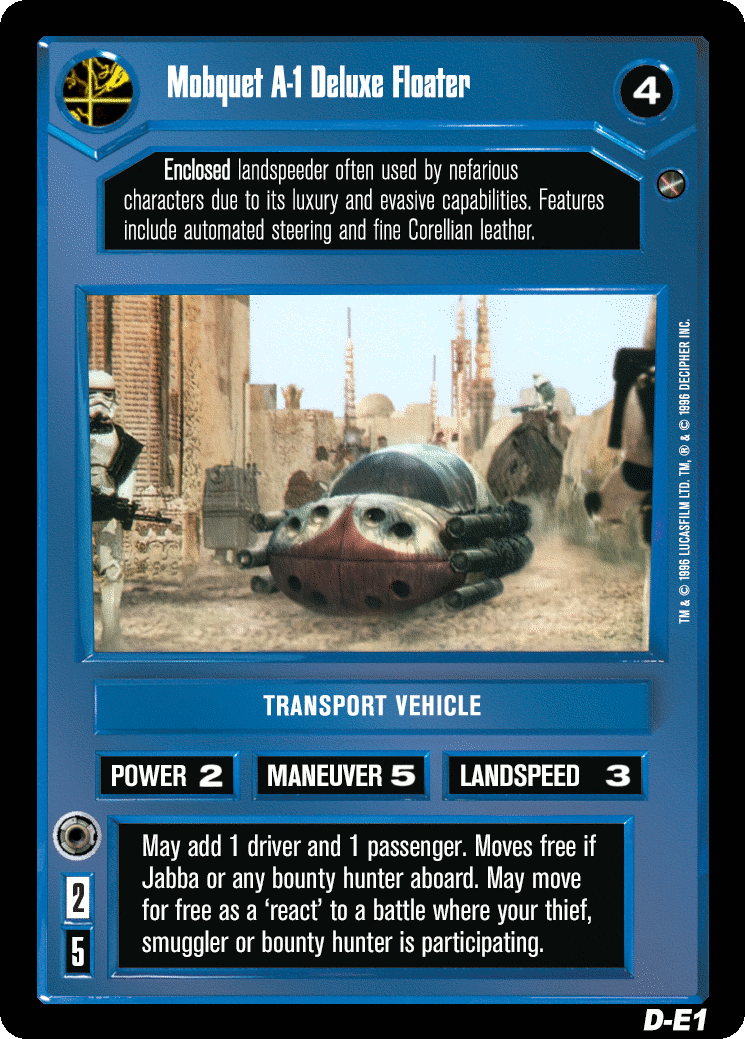 Mobquet A-1 Deluxe Floater
4
Enclosed landspeeder often used by nefarious
characters due to its luxury and evasive capabilities. Features
include automated steering and fine Corellian leather.
TM & © 1996 LUCASFILM LTD. TM, ® & © 1996 DECIPHER INC.
TRANSPORT VEHICLE
POWER 2
MANEUVER 5
LANDSPEED 3
May add 1 driver and 1 passenger. Moves free if
Jabba or any bounty hunter aboard. May move
for free as a ‘react’ to a battle where your thief,
smuggler or bounty hunter is participating.
2
5
D-E1